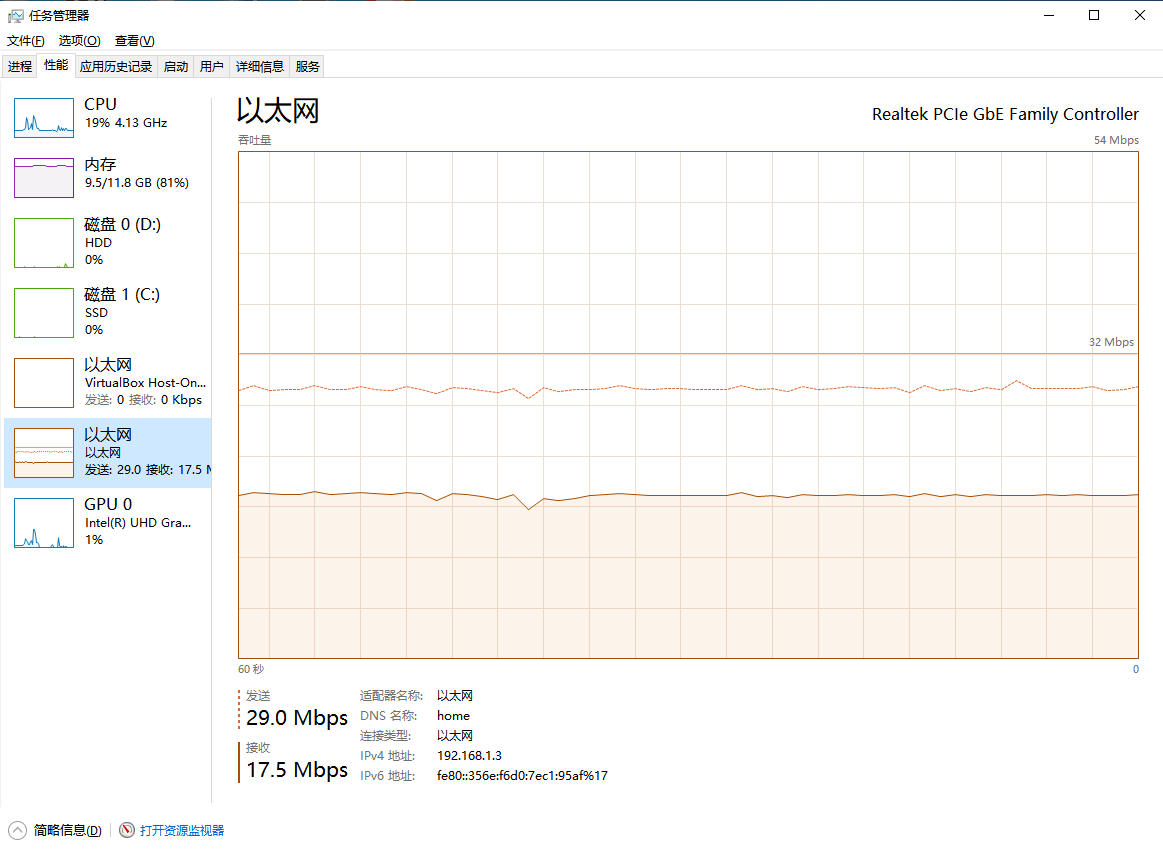 任务管理器
文件(F) 选项(O) 查看(V)
进程 性能 应用历史记录 启动 用户 详细信息 服务
CPU
19% 4.13 GHz
内存
9.5/11.8 GB (81%)
磁盘 0 (D:)
HDD
0%
磁盘 1 (C:)
SSD
0%
以太网
VirtualBox Host-On...
发送: 0 接收: 0 Kbps
以太网
以太网
发送: 29.0 接收: 17.5 M
GPU 0
Intel(R) UHD Gra...
1%
以太网
Realtek PCIe GbE Family Controller
吞吐量 54 Mbps
32 Mbps
60 秒 0
发送
29.0 Mbps
接收
17.5 Mbps
适配器名称: 以太网
DNS 名称: home
连接类型: 以太网
IPv4 地址: 192.168.1.3
IPv6 地址: fe80::356e:f6d0:7ec1:95af%17
简略信息(D) 打开资源监视器